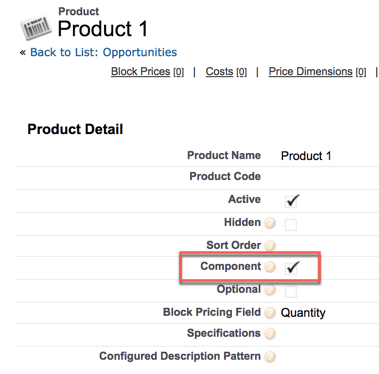 Product
Product 1
« Back to List: Opportunities
Block Prices [0] | Costs [0] | Price Dimensions [0] |
Product Detail
Product Name Product 1
Product Code
Active
Hidden ?
Sort Order ?
Component ?
Optional ?
Block Pricing Field ? Quantity
Specifications ?
Configured Description Pattern ?